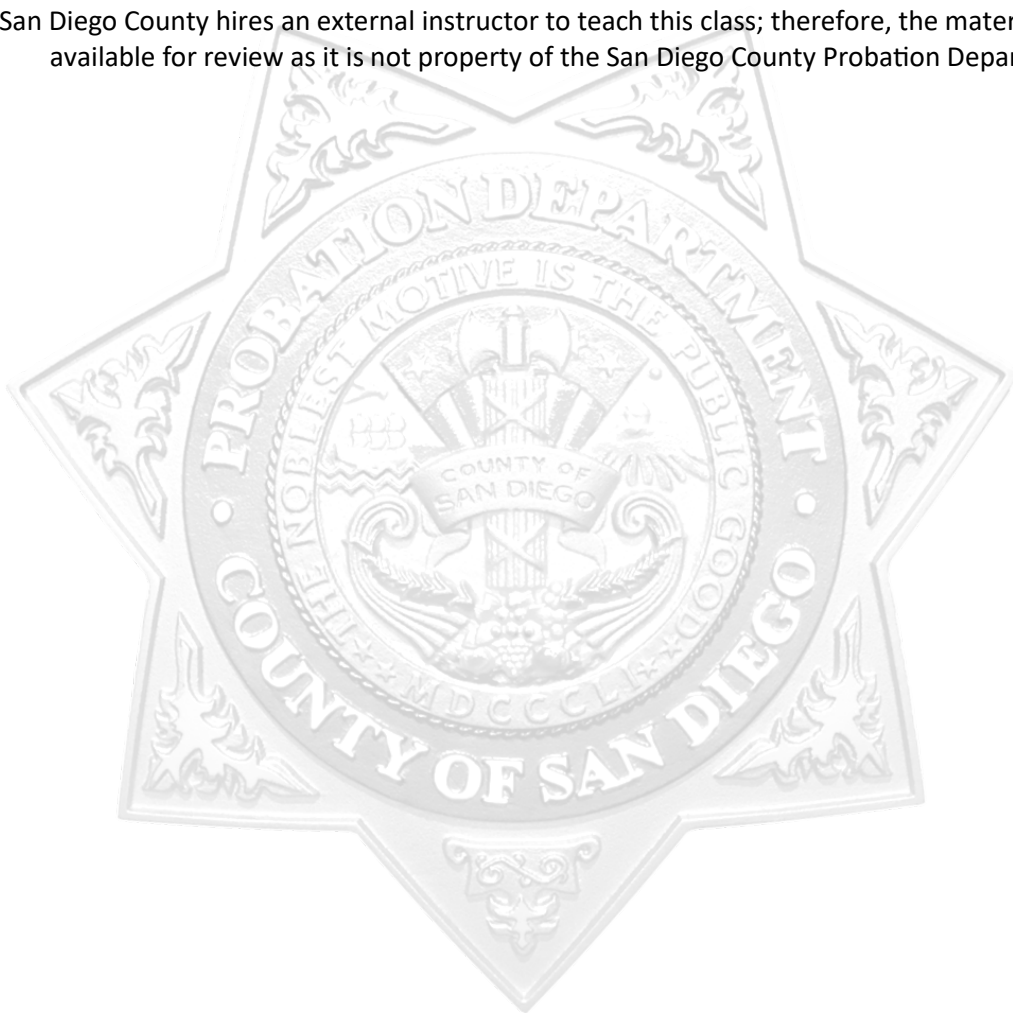 San Diego County hires an external instructor to teach this class; therefore, the mater
available for review as it is not property of the San Diego County Probation Depar
PROBATION DEPARTMENT
THE NOBLEST MOTIVE IS THE PUBLIC GOOD
COUNTY OF
SAN DIEGO
MDCCCL
COUNTY OF SAN DIEGO